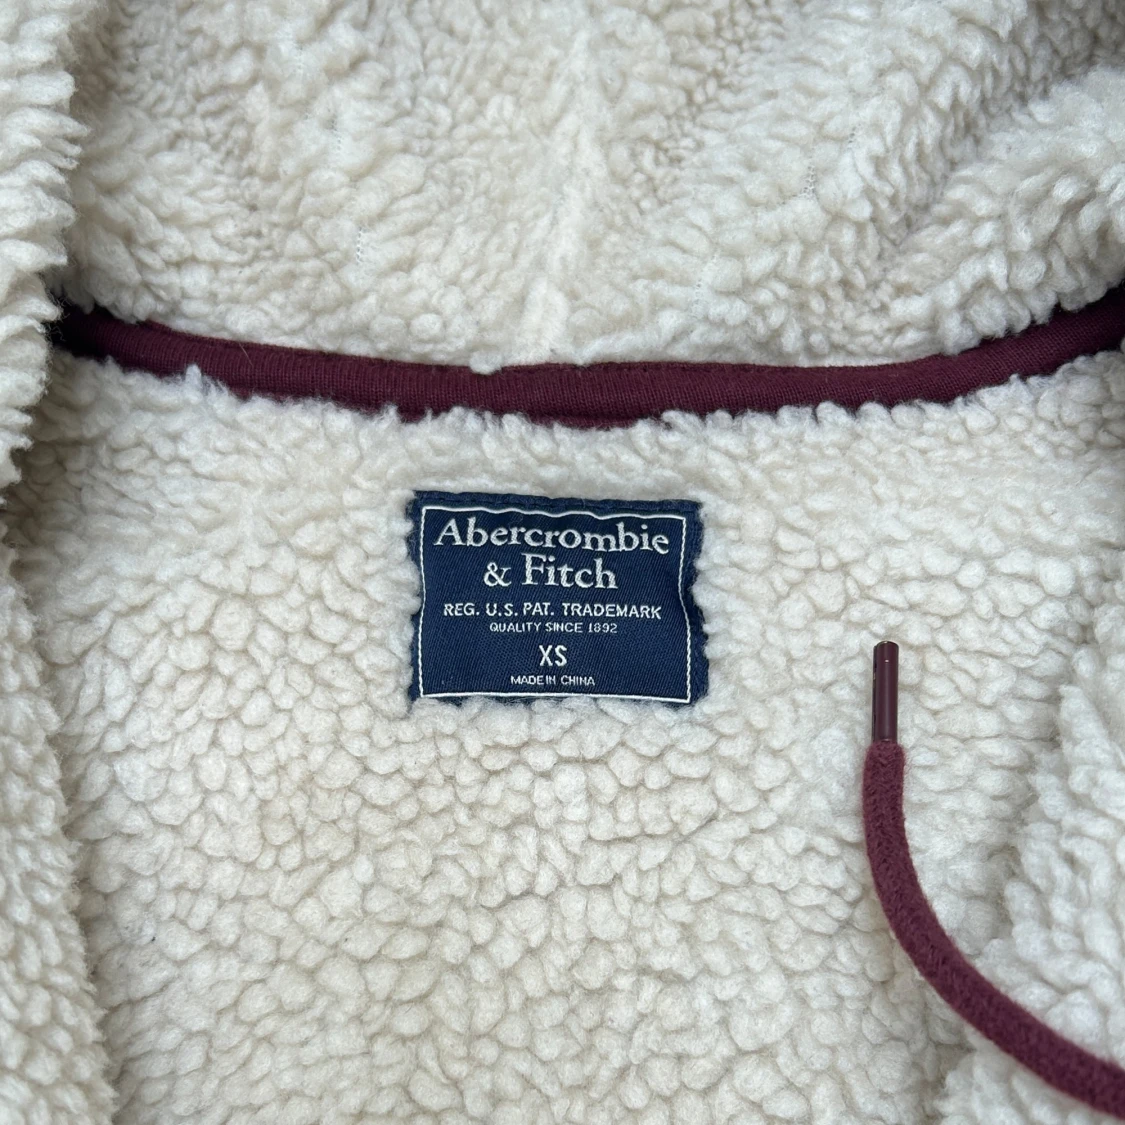 Abercrombie
& Fitch
REG. U.S. PAT. TRADEMARK
QUALITY SINCE 1892
XS
MADE IN CHINA